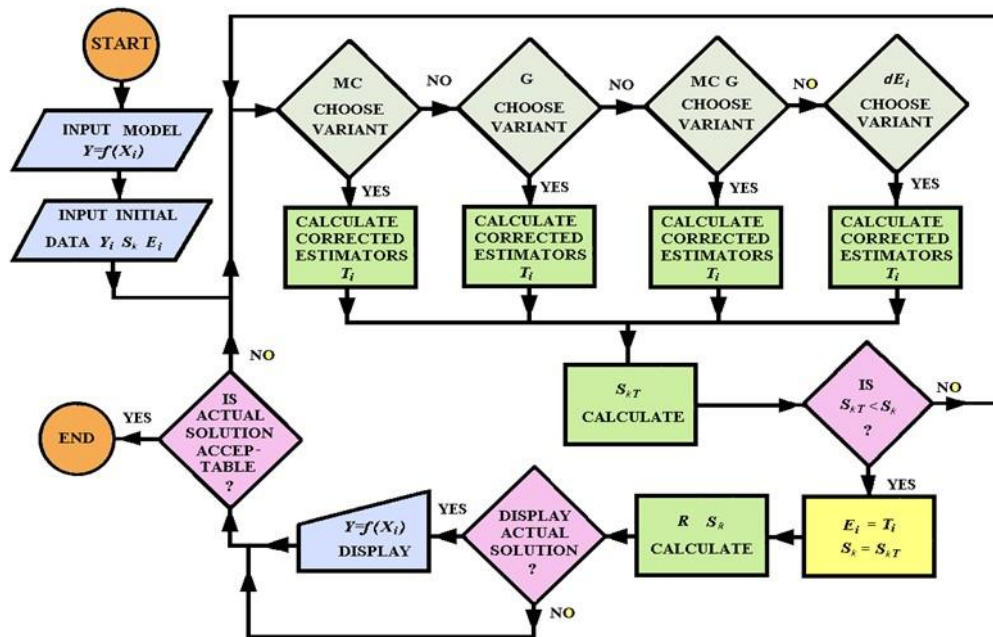 START
INPUT MODEL
Y=f(Xi)
INPUT INITIAL
DATA Yi Sk Ei
MC
CHOOSE
VARIANT
NO
G
CHOOSE
VARIANT
NO
MC G
CHOOSE
VARIANT
NO
dEi
CHOOSE
VARIANT
YES
YES
YES
YES
CALCULATE
CORRECTED
ESTIMATORS
Ti
CALCULATE
CORRECTED
ESTIMATORS
Ti
CALCULATE
CORRECTED
ESTIMATORS
Ti
CALCULATE
CORRECTED
ESTIMATORS
Ti
SkT
CALCULATE
IS
SkT < Sk
?
NO
YES
Ei = Ti
Sk = SkT
R SR
CALCULATE
DISPLAY
ACTUAL
SOLUTION
?
YES
NO
Y=f(Xi)
DISPLAY
IS
ACTUAL
SOLUTION
ACCEP-
TABLE
?
NO
YES
END